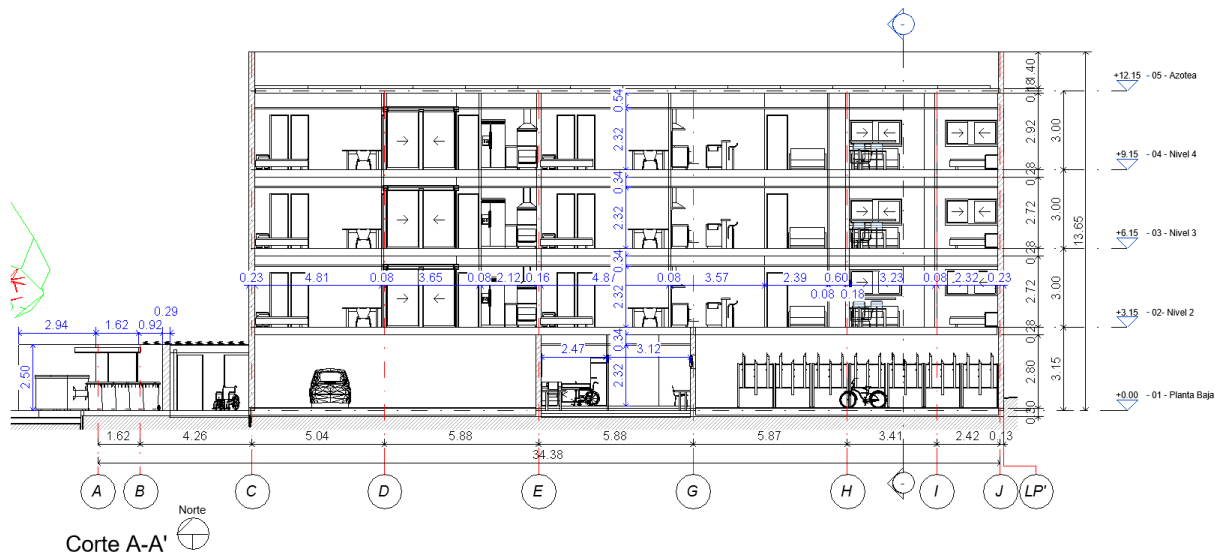 1.40
0.18
+12.15 - 05 - Azotea
0.54
2.32
2.92
3.00
+9.15 - 04 - Nivel 4
0.28
0.34
2.32
2.72
3.00
13.65
+6.15 - 03 - Nivel 3
0.28
0.34
0.23 4.81 0.08 3.65 0.08 2.12 0.16 4.87 0.08 3.57 2.39 0.60 3.23 0.08 2.32 0.23
0.08 0.18
2.32
2.72
3.00
+3.15 - 02- Nivel 2
0.28
0.29
2.94 1.62 0.92
0.34
2.47 3.12
2.50
2.32
2.80
3.15
+0.00 - 01 - Planta Baja
0.30
1.62 4.26 5.04 5.88 5.88 5.87 3.41 2.42 0.13
34.38
A B C D E G H I J LP'
Norte
Corte A-A'